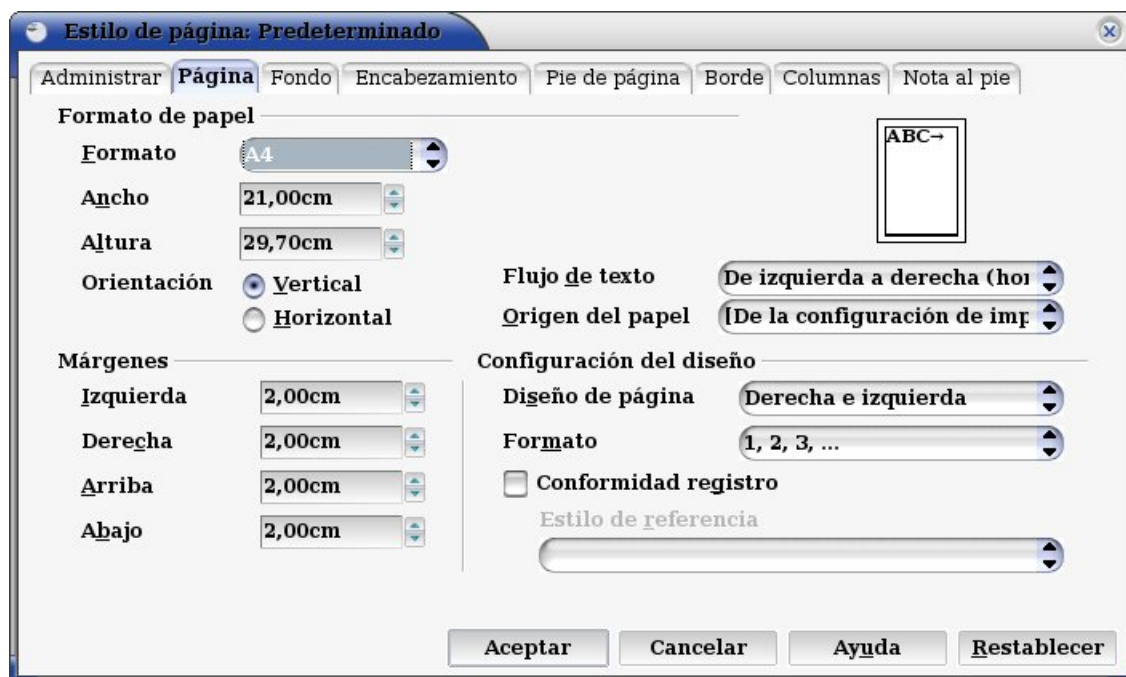 Estilo de página: Predeterminado
Administrar Página Fondo Encabezamiento Pie de página Borde Columnas Nota al pie
Formato de papel
Formato A4
ABC→
Ancho 21,00cm
Altura 29,70cm
Orientación Vertical
Horizontal
Flujo de texto De izquierda a derecha (hor
Origen del papel [De la configuración de imp
Márgenes
Izquierda 2,00cm
Derecha 2,00cm
Arriba 2,00cm
Abajo 2,00cm
Configuración del diseño
Diseño de página Derecha e izquierda
Formato 1, 2, 3, ...
Conformidad registro
Estilo de referencia
Aceptar Cancelar Ayuda Restablecer